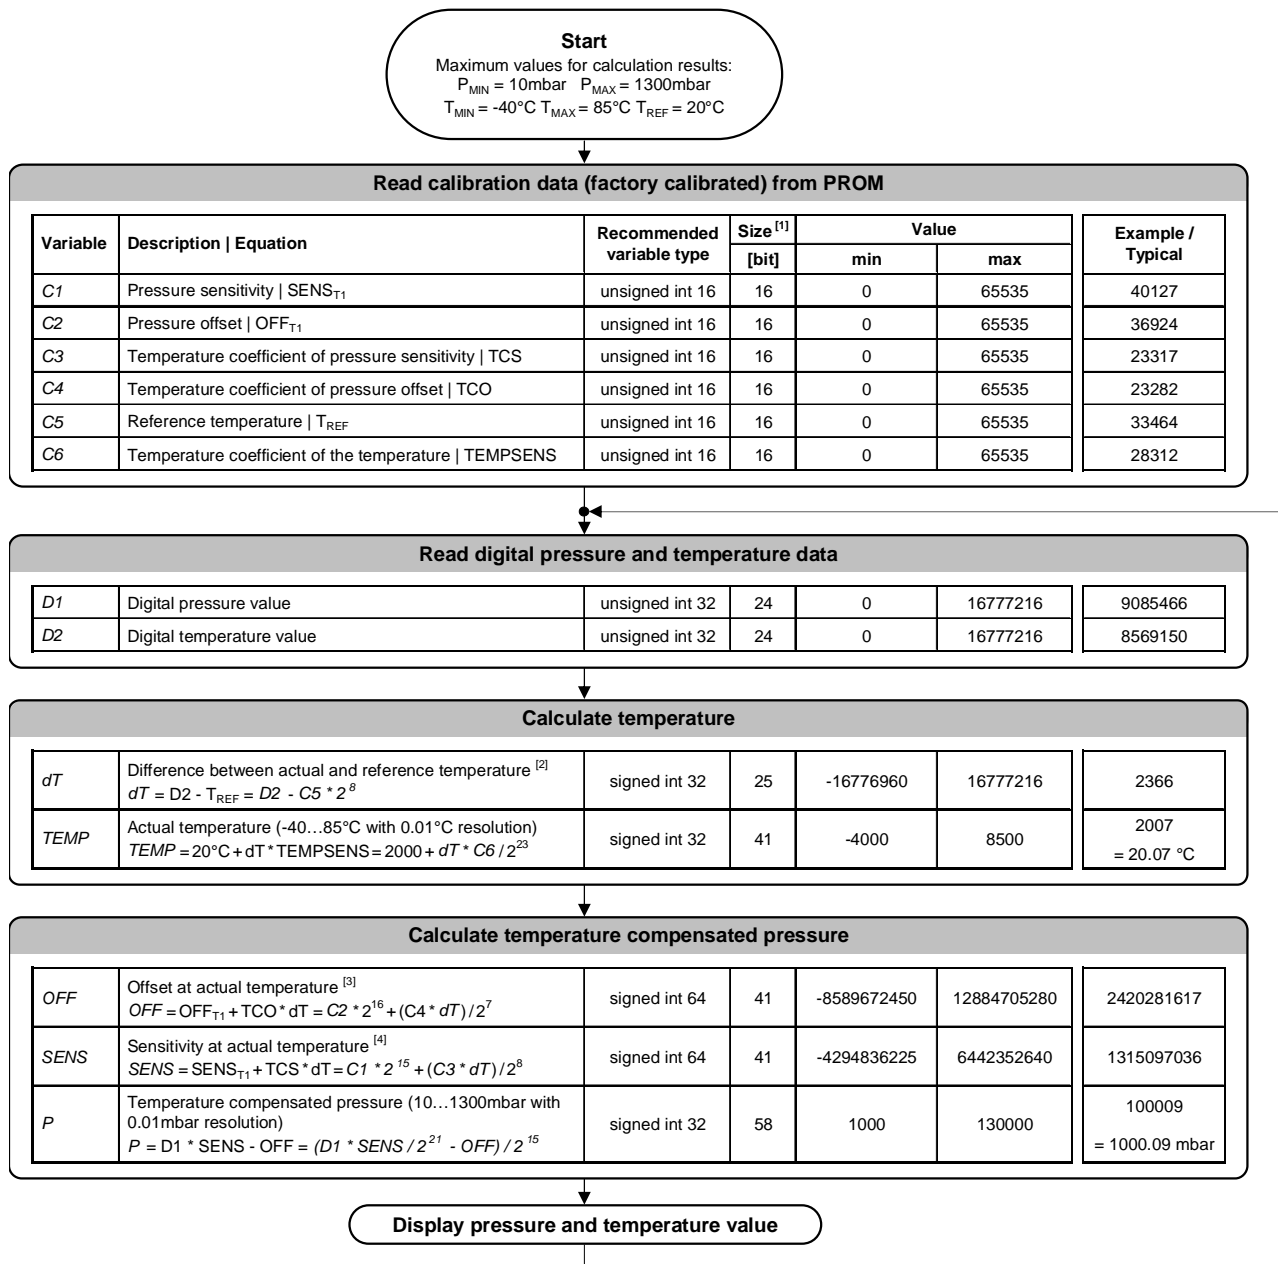 Start
Maximum values for calculation results:
PMIN = 10mbar PMAX = 1300mbar
TMIN = -40°C TMAX = 85°C TREF = 20°C
Read calibration data (factory calibrated) from PROM
Variable | Description | Equation | Recommended variable type | Size [1] [bit] | Value min | max | Example / Typical
C1 Pressure sensitivity | SENST1 unsigned int 16 16 0 65535 40127
C2 Pressure offset | OFFT1 unsigned int 16 16 0 65535 36924
C3 Temperature coefficient of pressure sensitivity | TCS unsigned int 16 16 0 65535 23317
C4 Temperature coefficient of pressure offset | TCO unsigned int 16 16 0 65535 23282
C5 Reference temperature | TREF unsigned int 16 16 0 65535 33464
C6 Temperature coefficient of the temperature | TEMPSENS unsigned int 16 16 0 65535 28312
Read digital pressure and temperature data
D1 Digital pressure value unsigned int 32 24 0 16777216 9085466
D2 Digital temperature value unsigned int 32 24 0 16777216 8569150
Calculate temperature
dT Difference between actual and reference temperature [2]
dT = D2 - TREF = D2 - C5 * 2^8 signed int 32 25 -16776960 16777216 2366
TEMP Actual temperature (-40…85°C with 0.01°C resolution)
TEMP = 20°C + dT * TEMPSENS = 2000 + dT * C6 / 2^23 signed int 32 41 -4000 8500 2007
= 20.07 °C
Calculate temperature compensated pressure
OFF Offset at actual temperature [3]
OFF = OFFT1 + TCO * dT = C2 * 2^16 + (C4 * dT) / 2^7 signed int 64 41 -8589672450 12884705280 2420281617
SENS Sensitivity at actual temperature [4]
SENS = SENST1 + TCS * dT = C1 * 2^15 + (C3 * dT) / 2^8 signed int 64 41 -4294836225 6442352640 1315097036
P Temperature compensated pressure (10…1300mbar with
0.01mbar resolution)
P = D1 * SENS - OFF = (D1 * SENS / 2^21 - OFF) / 2^15 signed int 32 58 1000 130000 100009
= 1000.09 mbar
Display pressure and temperature value